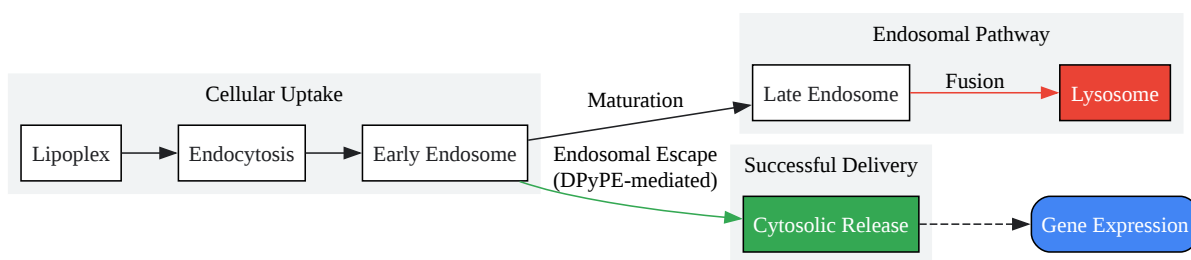 Cellular Uptake
Lipoplex
Endocytosis
Early Endosome
Maturation
Endosomal Escape
(DPyPE-mediated)
Endosomal Pathway
Late Endosome
Fusion
Lysosome
Successful Delivery
Cytosolic Release
Gene Expression